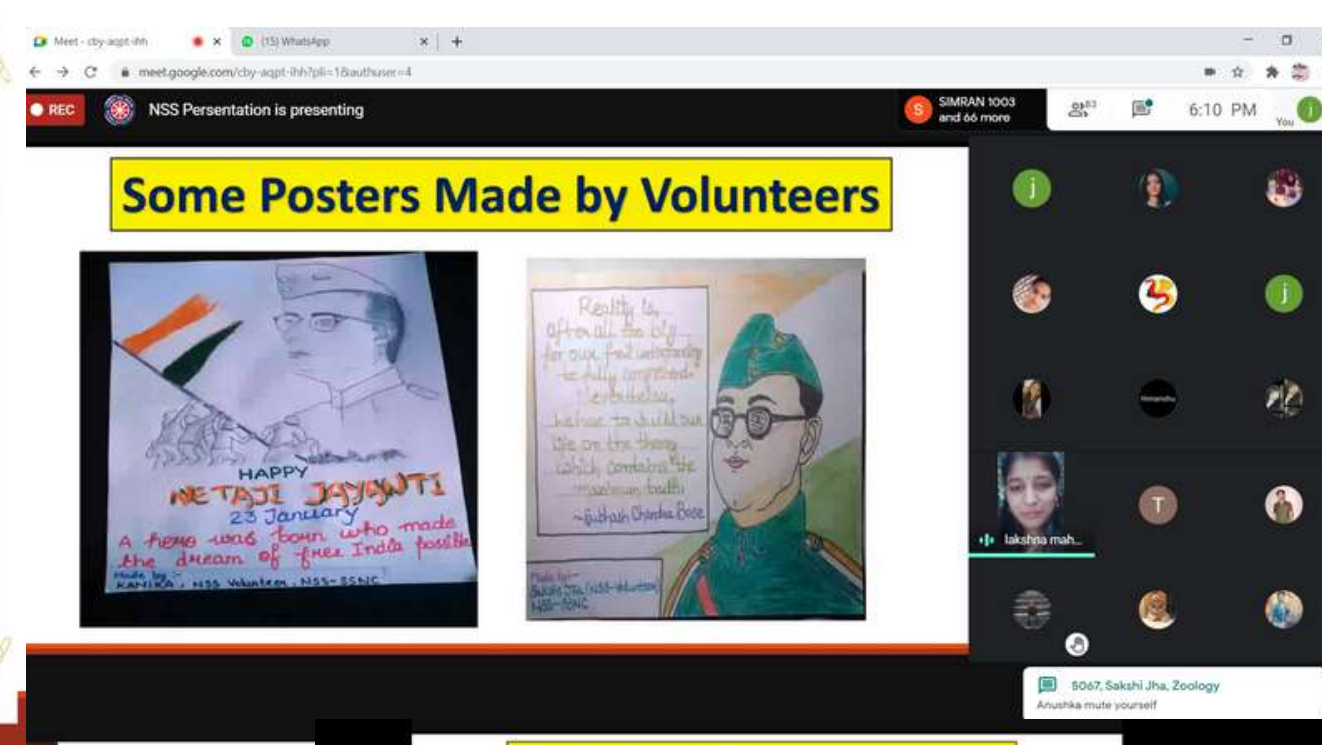 Meet - cby-aqpt-ihh
(15) WhatsApp
meet.google.com/cby-aqpt-ihh?pli=1&authuser=4
REC
NSS Persentation is presenting
S
SIMRAN 1003
and 66 more
83
6:10 PM
You
j
Some Posters Made by Volunteers
HAPPY
NETAJI JAYANTI
23 January
A hero was born who made
the dream of free India possible
Made by :-
KANIKA, NSS Volunteer, NSS-SSNC
Reality is,
after all too big
for our frail understanding
to fully comprehend.
Nevertheless,
we have to build our
life on the theory
which contains the
maximum truth
~Subhash Chandra Bose
Made by:-
Sakshi Jha (NSS-Volunteer)
NSS-SSNC
j
j
Himanshu
lakshna mah...
T
5067, Sakshi Jha, Zoology
Anushka mute yourself